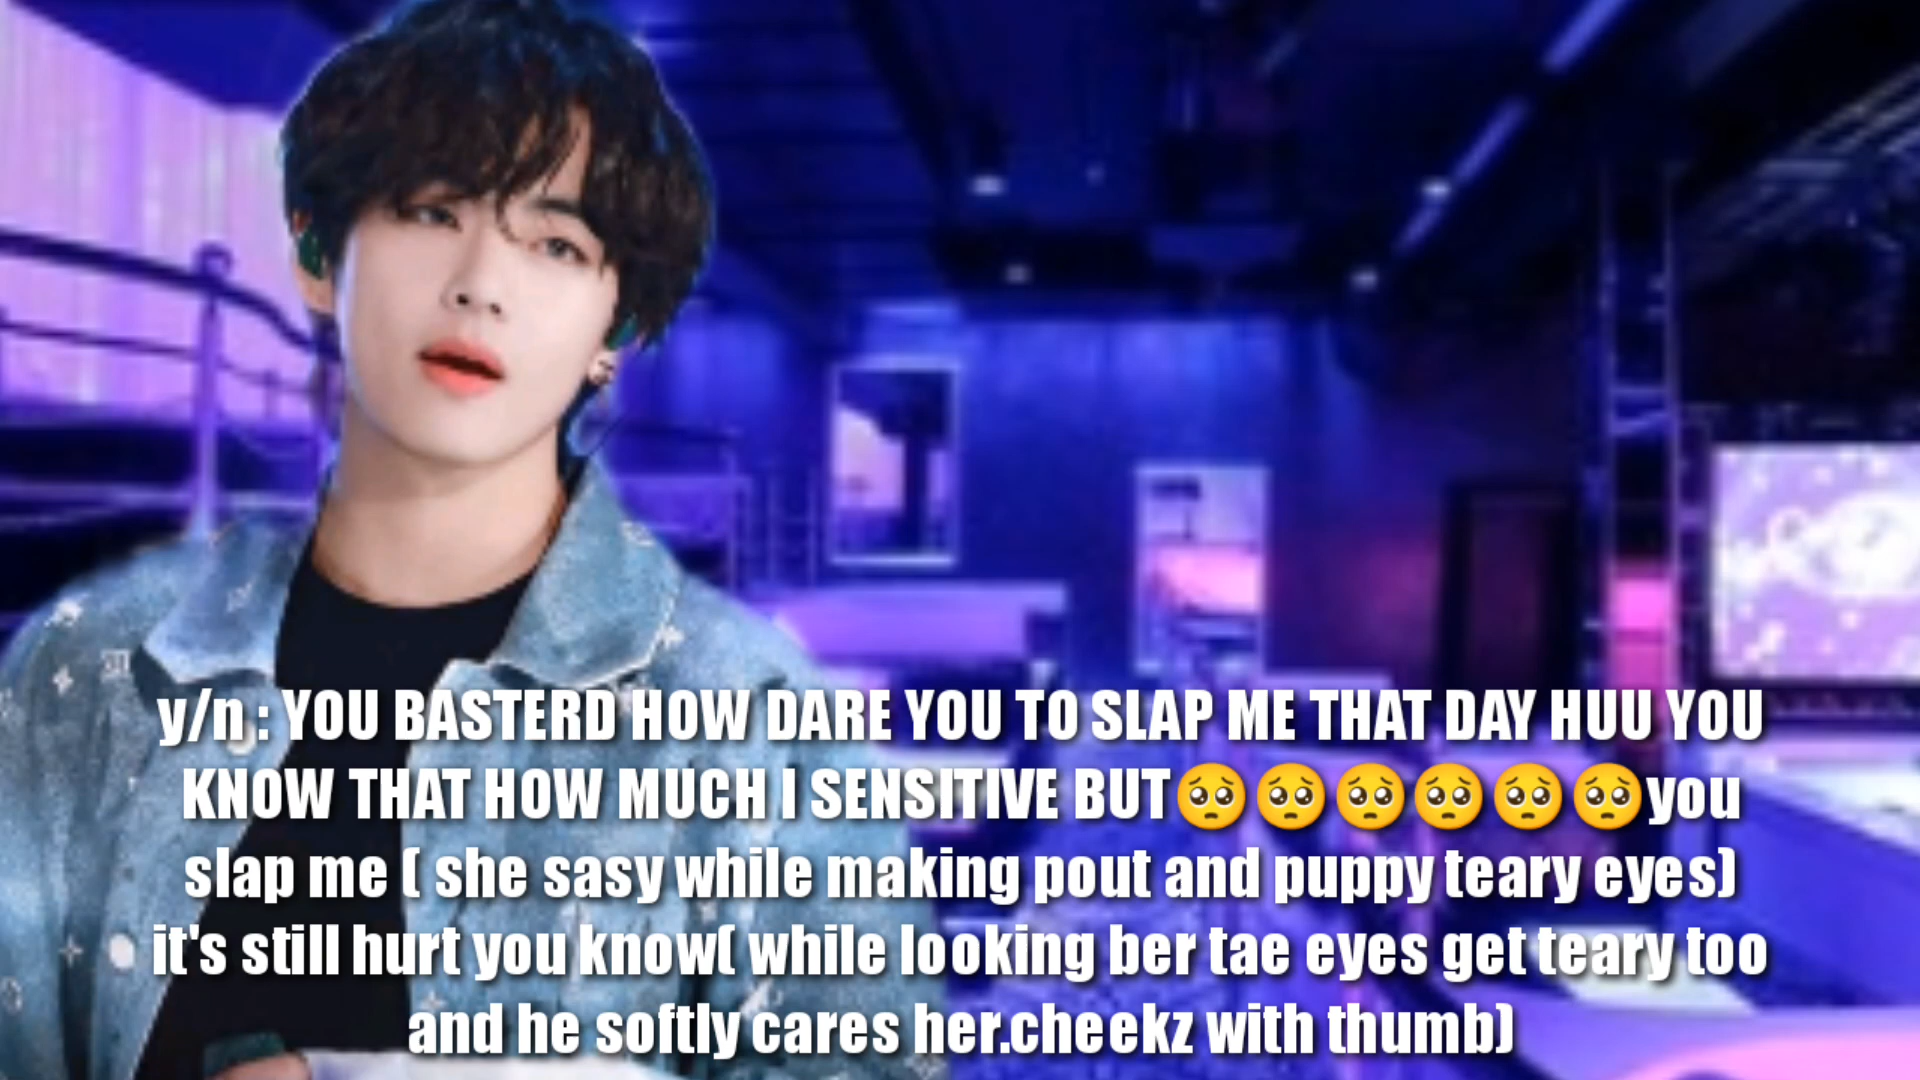 y/n : YOU BASTERD HOW DARE YOU TO SLAP ME THAT DAY HUU YOU
KNOW THAT HOW MUCH I SENSITIVE BUT🥺🥺🥺🥺🥺🥺you
slap me ( she sasy while making pout and puppy teary eyes)
it's still hurt you know( while looking ber tae eyes get teary too
and he softly cares her.cheekz with thumb)